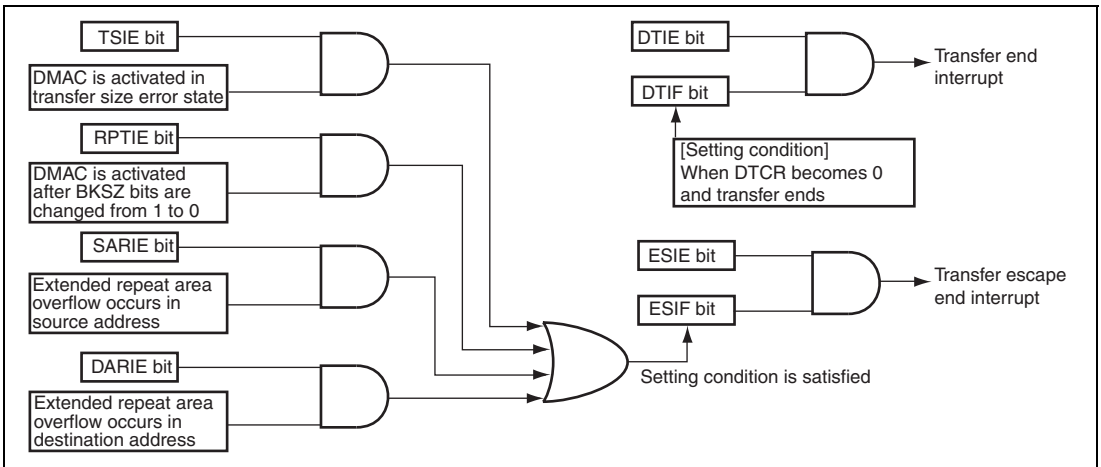 TSIE bit
DMAC is activated in
transfer size error state
RPTIE bit
DMAC is activated
after BKSZ bits are
changed from 1 to 0
SARIE bit
Extended repeat area
overflow occurs in
source address
DARIE bit
Extended repeat area
overflow occurs in
destination address
DTIE bit
DTIF bit
Transfer end
interrupt
[Setting condition]
When DTCR becomes 0
and transfer ends
ESIE bit
ESIF bit
Transfer escape
end interrupt
Setting condition is satisfied